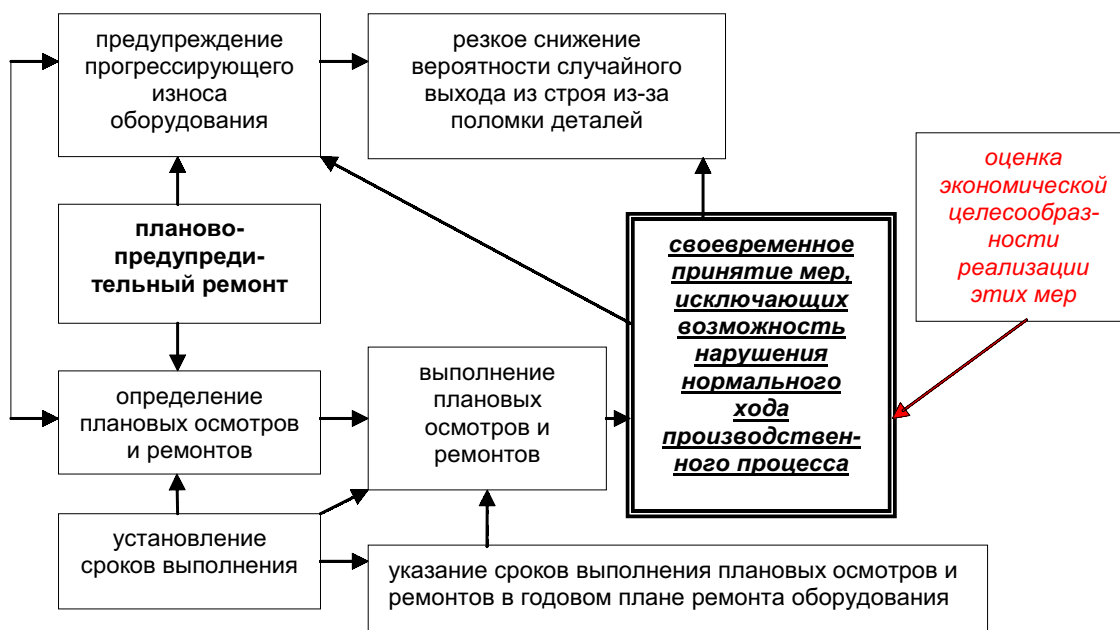 предупреждение
прогрессирующего
износа
оборудования
резкое снижение
вероятности случайного
выхода из строя из-за
поломки деталей
оценка
экономической
целесообраз-
ности
реализации
этих мер
планово-
предупреди-
тельный ремонт
своевременное
принятие мер,
исключающих
возможность
нарушения
нормального
хода
производствен-
ного процесса
определение
плановых осмотров
и ремонтов
выполнение
плановых
осмотров и
ремонтов
установление
сроков выполнения
указание сроков выполнения плановых осмотров и
ремонтов в годовом плане ремонта оборудования